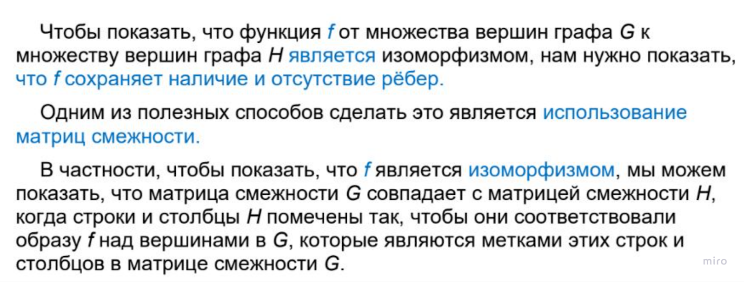 Чтобы показать, что функция f от множества вершин графа G к
множеству вершин графа H является изоморфизмом, нам нужно показать,
что f сохраняет наличие и отсутствие рёбер.
Одним из полезных способов сделать это является использование
матриц смежности.
В частности, чтобы показать, что f является изоморфизмом, мы можем
показать, что матрица смежности G совпадает с матрицей смежности H,
когда строки и столбцы H помечены так, чтобы они соответствовали
образу f над вершинами в G, которые являются метками этих строк и
столбцов в матрице смежности G.
miro